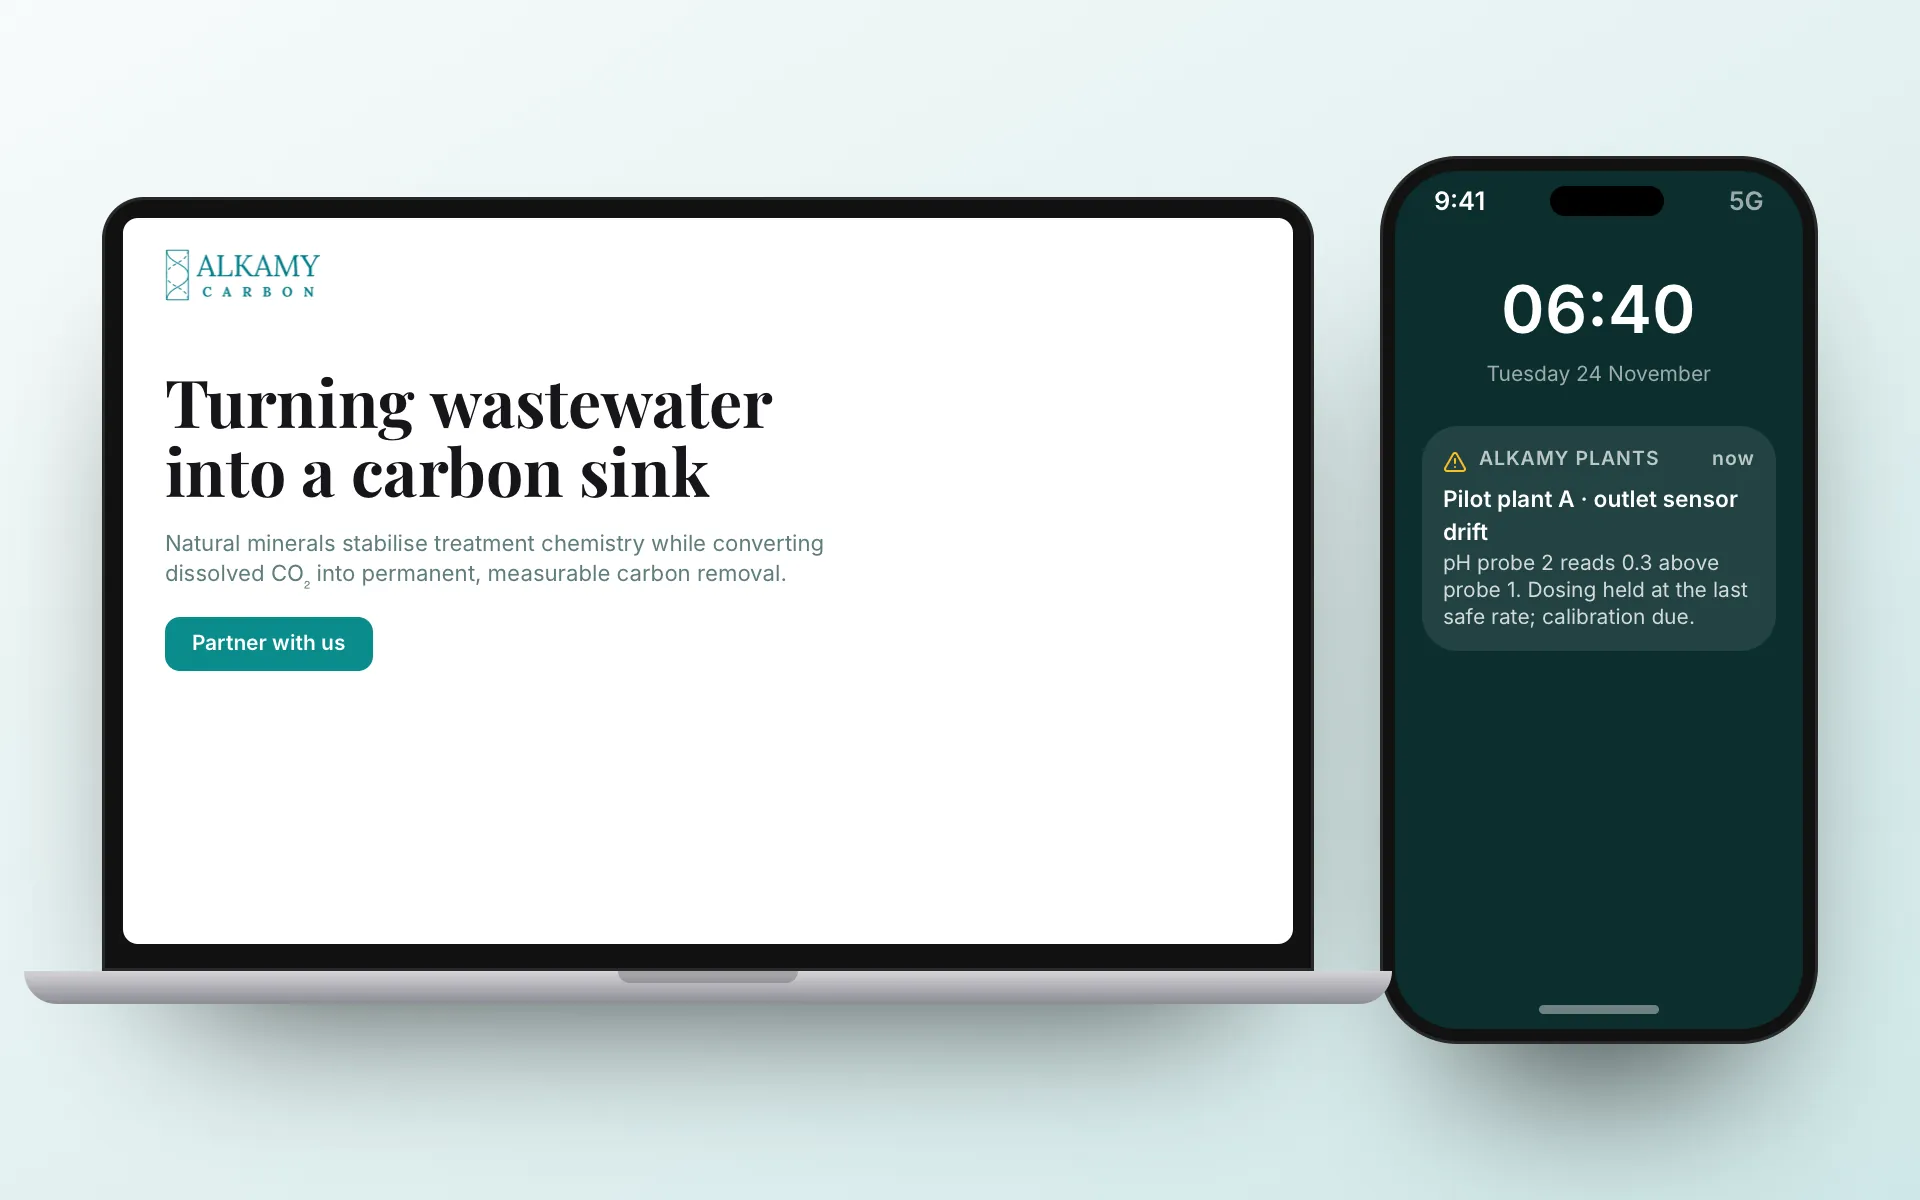 ALKAMY
CARBON
Turning wastewater
into a carbon sink
Natural minerals stabilise treatment chemistry while converting
dissolved CO₂ into permanent, measurable carbon removal.
Partner with us
9:41
5G
06:40
Tuesday 24 November
ALKAMY PLANTS now
Pilot plant A · outlet sensor
drift
pH probe 2 reads 0.3 above
probe 1. Dosing held at the last
safe rate; calibration due.